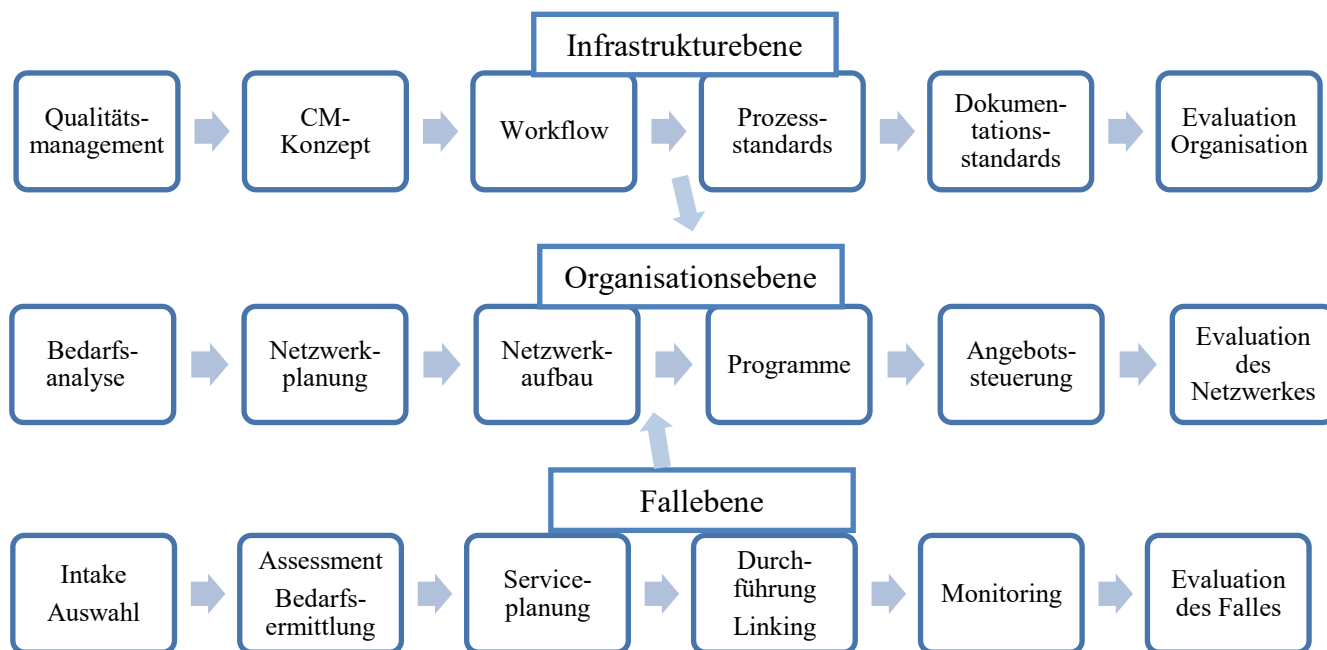 Infrastrukturebene
Qualitäts-
management
CM-
Konzept
Workflow
Prozess-
standards
Dokumen-
tations-
standards
Evaluation
Organisation
Organisationsebene
Bedarfs-
analyse
Netzwerk-
planung
Netzwerk-
aufbau
Programme
Angebots-
steuerung
Evaluation
des
Netzwerkes
Fallebene
Intake
Auswahl
Assessment
Bedarfs-
ermittlung
Service-
planung
Durch-
führung
Linking
Monitoring
Evaluation
des Falles